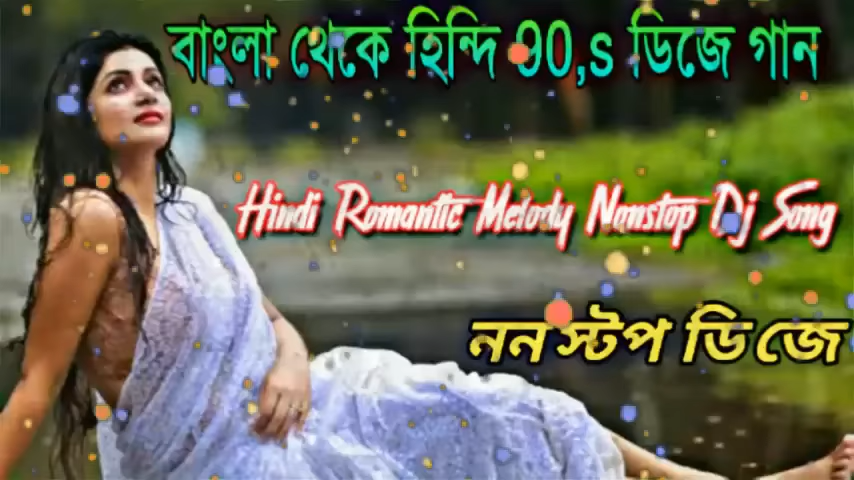 বাংলা থেকে হিন্দি 90,s ডিজে গান
Hindi Romantic Melody Nonstop Dj Song
নন স্টপ ডি জে